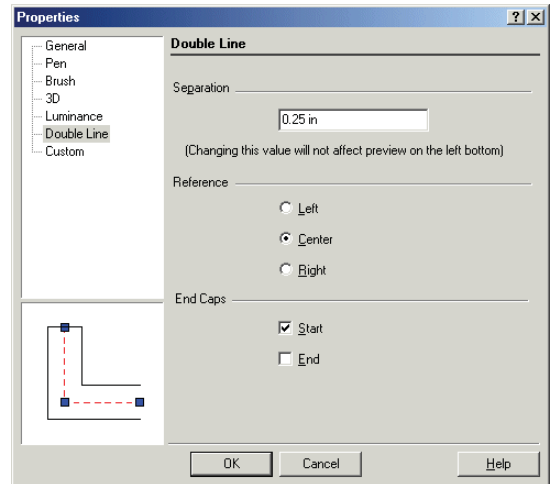 Properties
General
Pen
Brush
3D
Luminance
Double Line
Custom
Double Line
Separation
0.25 in
(Changing this value will not affect preview on the left bottom)
Reference
Left
Center
Right
End Caps
Start
End
OK
Cancel
Help